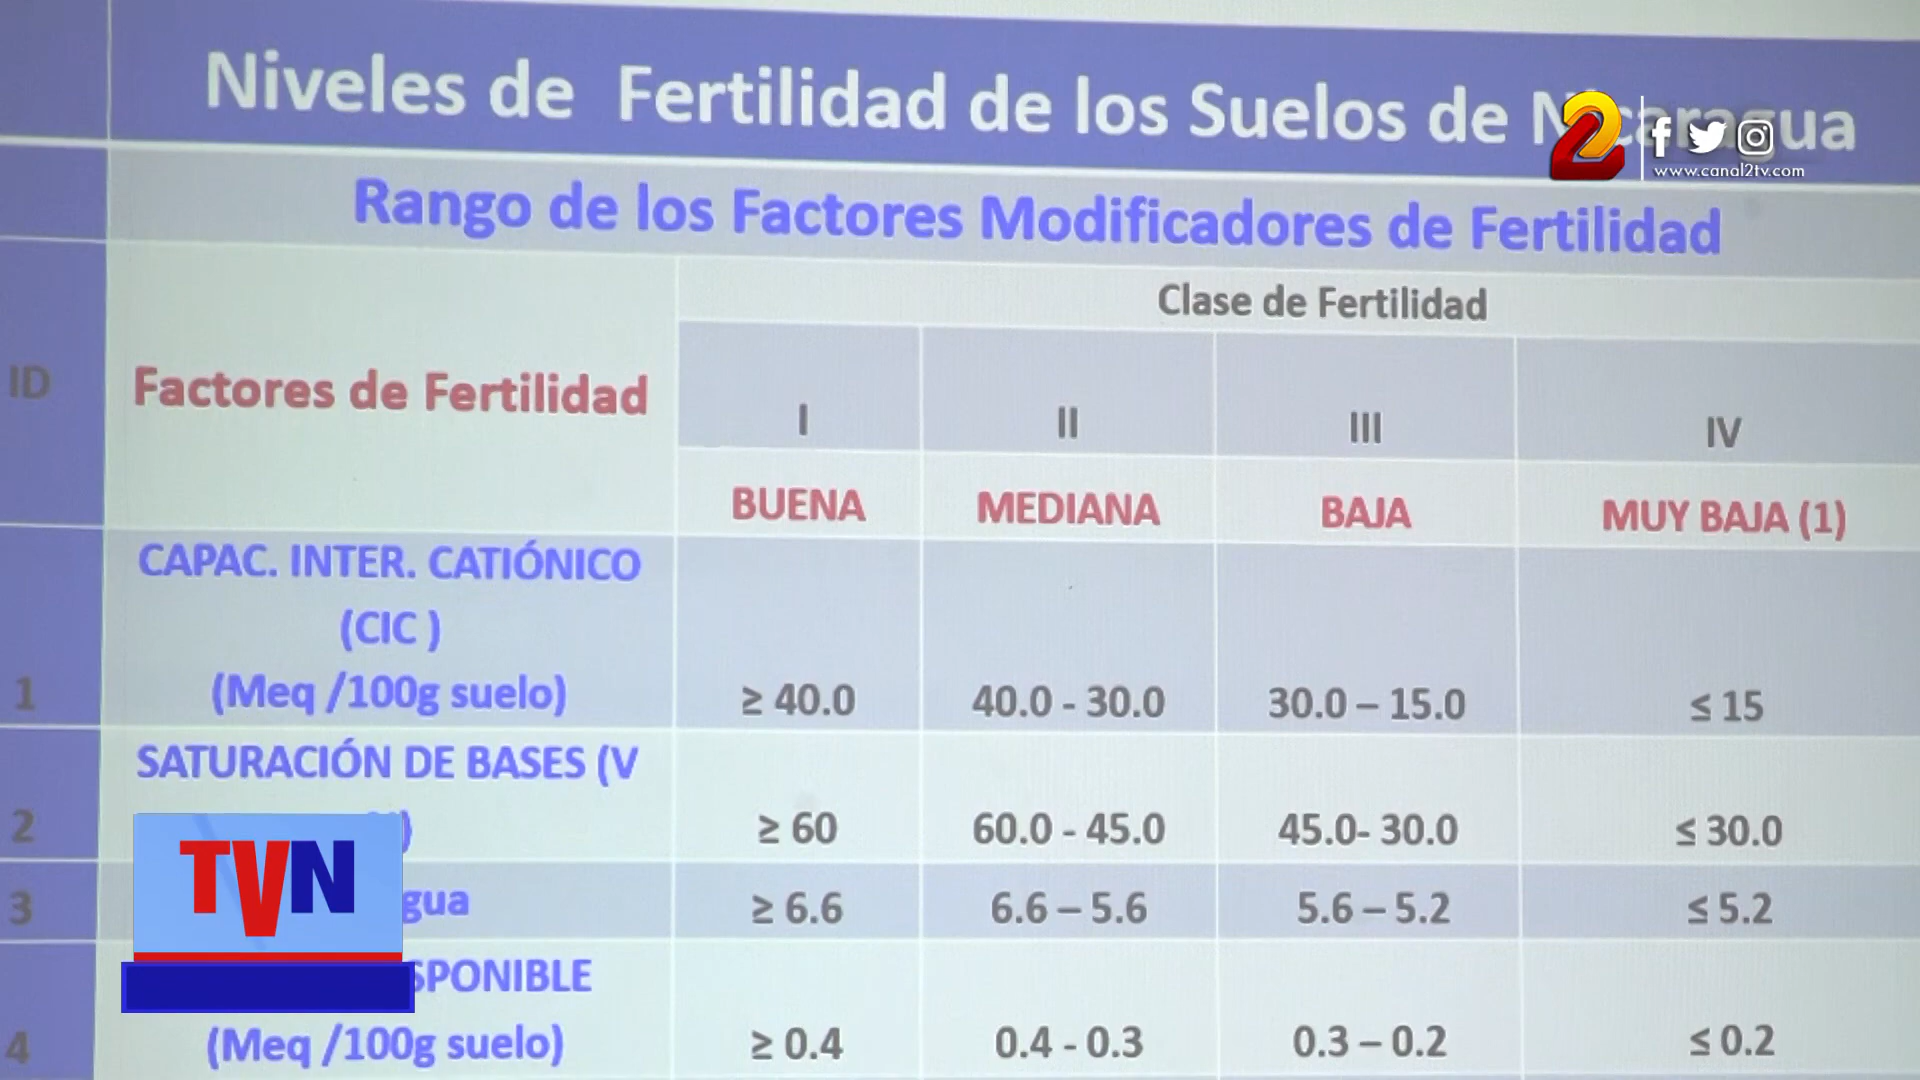 Niveles de Fertilidad de los Suelos de Nicaragua
2
www.canal2tv.com
Rango de los Factores Modificadores de Fertilidad
ID
Factores de Fertilidad
Clase de Fertilidad
I II III IV
BUENA MEDIANA BAJA MUY BAJA (1)
CAPAC. INTER. CATIÓNICO
(CIC )
(Meq /100g suelo)
1 ≥ 40.0 40.0 - 30.0 30.0 – 15.0 ≤ 15
SATURACIÓN DE BASES (V
2 ≥ 60 60.0 - 45.0 45.0- 30.0 ≤ 30.0
3 ≥ 6.6 6.6 – 5.6 5.6 – 5.2 ≤ 5.2
TVN
(Meq /100g suelo)
4 ≥ 0.4 0.4 - 0.3 0.3 – 0.2 ≤ 0.2